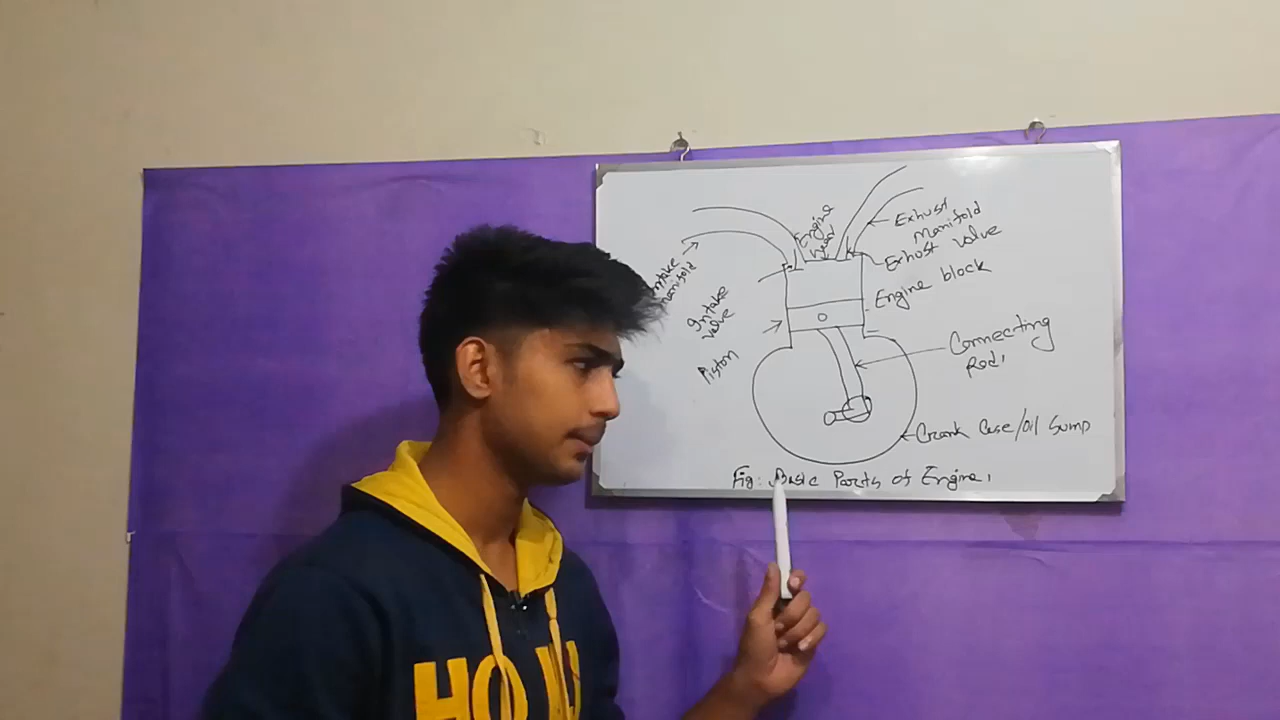 Engine
head
Exhust
manifold
Exhost valve
Intake
manifold
Engine block
Intake
valve
Piston
Connecting
Rod,
Crank Case/oil Sump
Fig: Basic Parts of Engine,